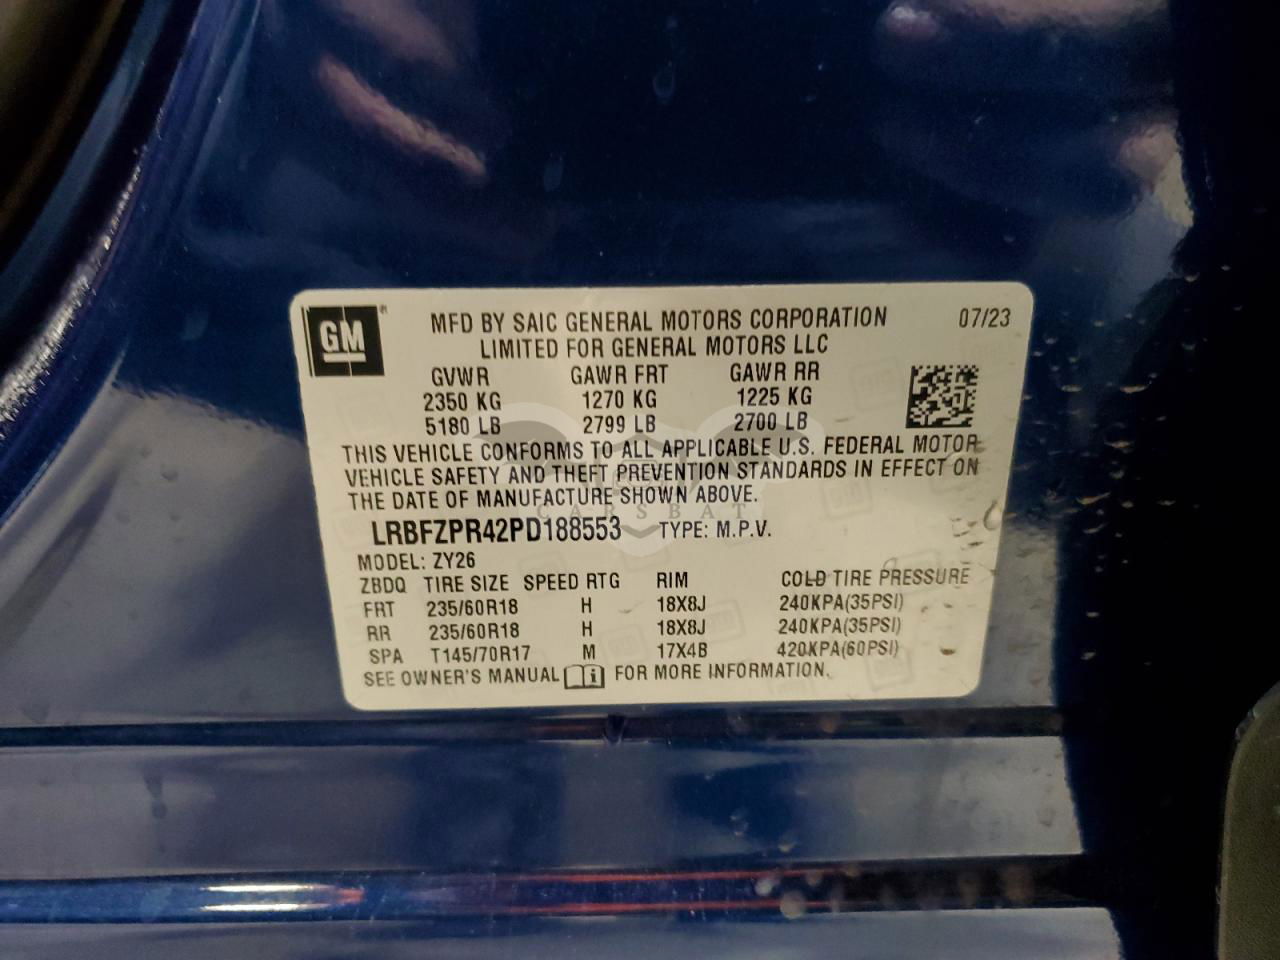 GM
MFD BY SAIC GENERAL MOTORS CORPORATION 07/23
LIMITED FOR GENERAL MOTORS LLC
GVWR GAWR FRT GAWR RR
2350 KG 1270 KG 1225 KG
5180 LB 2799 LB 2700 LB
THIS VEHICLE CONFORMS TO ALL APPLICABLE U.S. FEDERAL MOTOR
VEHICLE SAFETY AND THEFT PREVENTION STANDARDS IN EFFECT ON
THE DATE OF MANUFACTURE SHOWN ABOVE.
CARSBAT
LRBFZPR42PD188553 TYPE: M.P.V.
MODEL: ZY26
ZBDQ TIRE SIZE SPEED RTG RIM COLD TIRE PRESSURE
FRT 235/60R18 H 18X8J 240KPA(35PSI)
RR 235/60R18 H 18X8J 240KPA(35PSI)
SPA T145/70R17 M 17X4B 420KPA(60PSI)
SEE OWNER'S MANUAL FOR MORE INFORMATION.